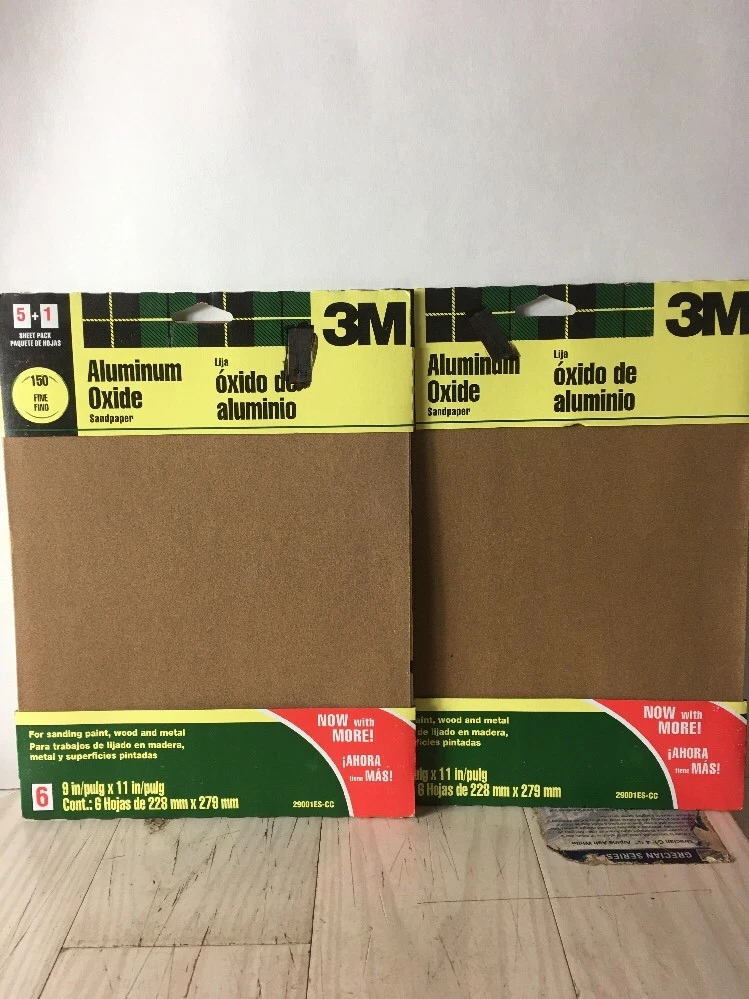 5 + 1
SHEET PACK
PAQUETE DE HOJAS
150
FINE
FINO
3M
Aluminum
Oxide
Sandpaper
Lija
óxido de
aluminio
For sanding paint, wood and metal
Para trabajos de lijado en madera,
metal y superficies pintadas
NOW with
MORE!
¡AHORA
tiene MÁS!
6
9 in/pulg x 11 in/pulg
Cont.: 6 Hojas de 228 mm x 279 mm
29001ES-CC
3M
Aluminum
Oxide
Sandpaper
Lija
óxido de
aluminio
aint, wood and metal
de lijado en madera,
ficies pintadas
NOW with
MORE!
¡AHORA
tiene MÁS!
ulg x 11 in/pulg
6 Hojas de 228 mm x 279 mm
29001ES-CC
GRECIAN SERIES